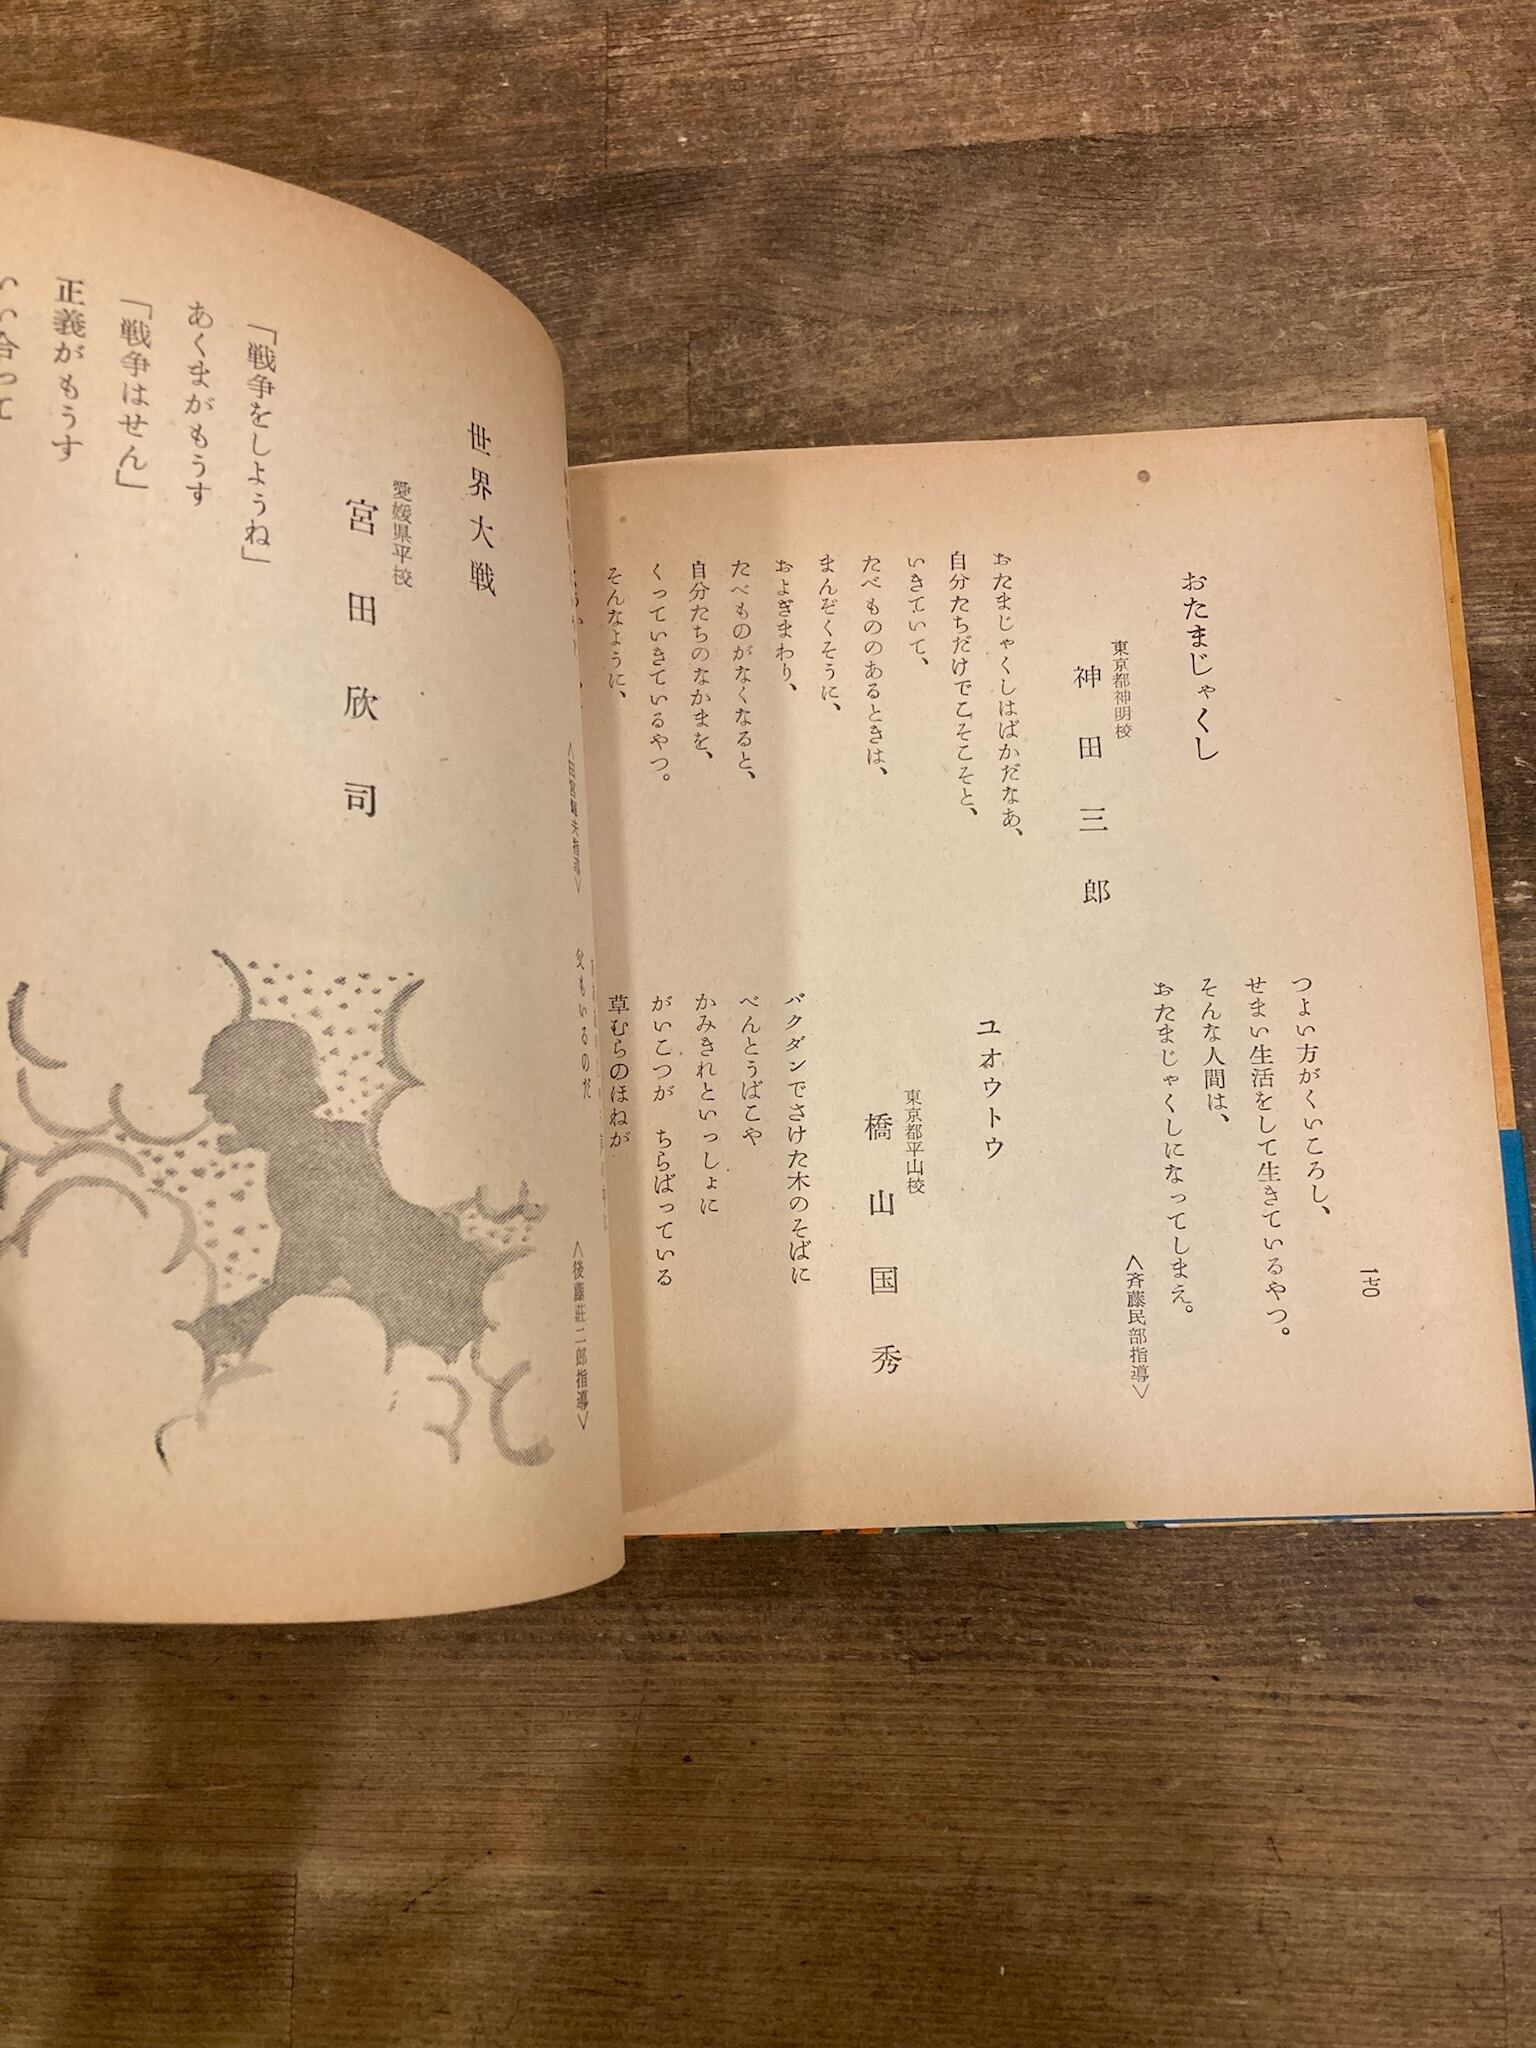 一七〇
おたまじゃくし
東京都神明校
神田三郎
おたまじゃくしはばかだなあ、
自分たちだけでこそこそと、
いきていて、
たべもののあるときは、
まんぞくそうに、
およぎまわり、
たべものがなくなると、
自分たちのなかまを、
くっていきているやつ。
そんなように、
つよい方がくいころし、
せまい生活をして生きているやつ。
そんな人間は、
おたまじゃくしになってしまえ。
<斉藤民部指導>
ユオウトウ
東京都平山校
橋山国秀
バクダンでさけた木のそばに
べんとうばこや
かみきれといっしょに
がいこつが ちらばっている
草むらのほねが
父もいるのだ
<後藤莊二郎指導>
世界大戦
愛媛県平校
宮田欣司
「戦争をしようね」
あくまがもうす
「戦争はせん」
正義がもうす
いい合って